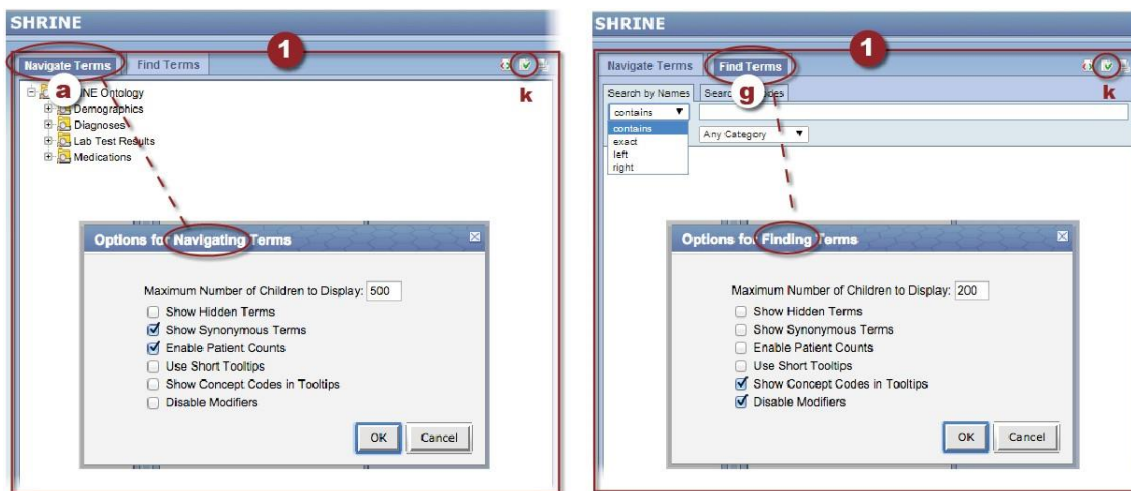 SHRINE
1
Navigate Terms
Find Terms
k
a
SHRINE Ontology
Demographics
Diagnoses
Lab Test Results
Medications
Options for Navigating Terms
Maximum Number of Children to Display: 500
Show Hidden Terms
Show Synonymous Terms
Enable Patient Counts
Use Short Tooltips
Show Concept Codes in Tooltips
Disable Modifiers
OK
Cancel
SHRINE
1
Navigate Terms
Find Terms
k
g
Search by Names
contains
contains
exact
left
right
Any Category
Options for Finding Terms
Maximum Number of Children to Display: 200
Show Hidden Terms
Show Synonymous Terms
Enable Patient Counts
Use Short Tooltips
Show Concept Codes in Tooltips
Disable Modifiers
OK
Cancel